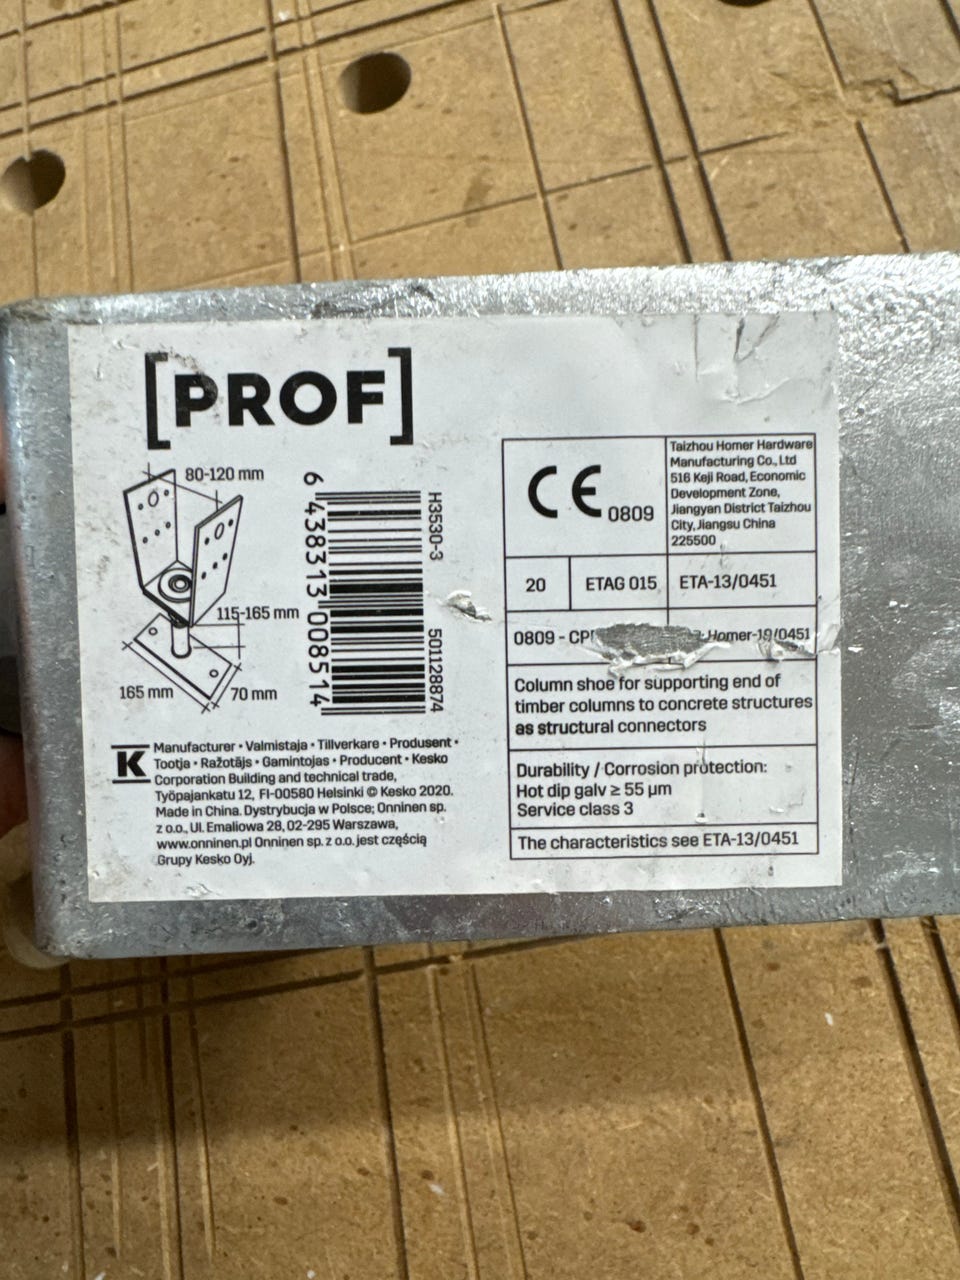 [PROF]
80-120 mm
115-165 mm
165 mm
70 mm
6 438313 008514
H3530-3
501128874
K
Manufacturer • Valmistaja • Tillverkare • Produsent •
Tootja • Ražotājs • Gamintojas • Producent • Kesko
Corporation Building and technical trade,
Työpajankatu 12, FI-00580 Helsinki © Kesko 2020.
Made in China. Dystrybucja w Polsce; Onninen sp.
z o.o., Ul. Emaliowa 28, 02-295 Warszawa,
www.onninen.pl Onninen sp. z o.o. jest częścią
Grupy Kesko Oyj.
CE 0809
Taizhou Homer Hardware
Manufacturing Co., Ltd
516 Keji Road, Economic
Development Zone,
Jiangyan District Taizhou
City, Jiangsu China
225500
20
ETAG 015
ETA-13/0451
0809 - CP Homer-19/0451
Column shoe for supporting end of
timber columns to concrete structures
as structural connectors
Durability / Corrosion protection:
Hot dip galv ≥ 55 µm
Service class 3
The characteristics see ETA-13/0451